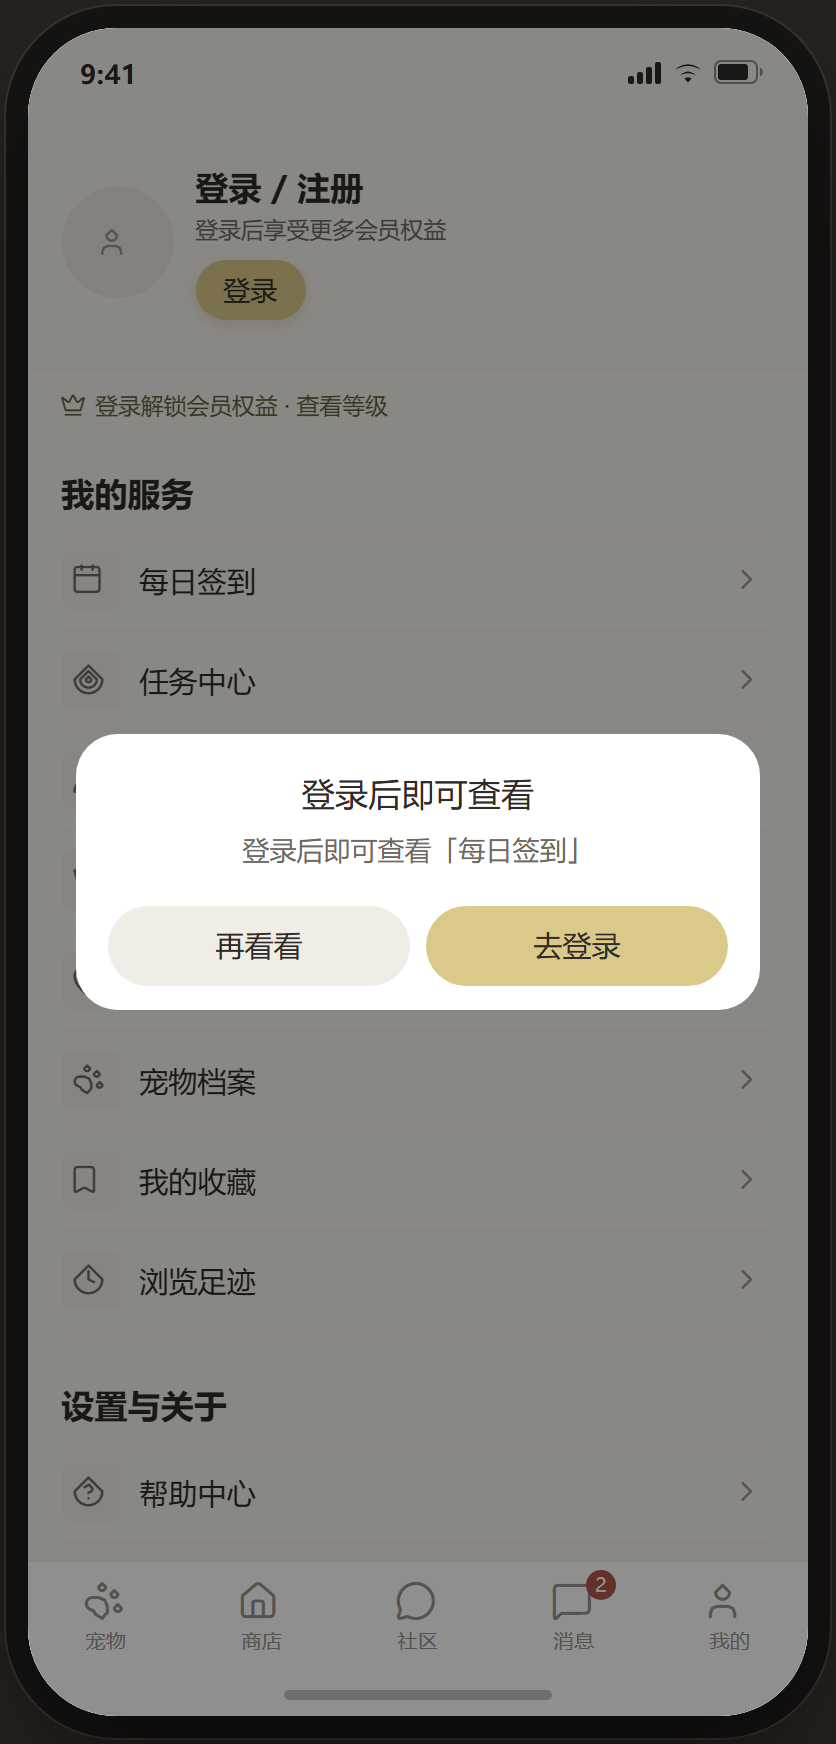 9:41
登录 / 注册
登录后享受更多会员权益
登录
登录解锁会员权益 · 查看等级
我的服务
每日签到
任务中心
登录后即可查看
登录后即可查看「每日签到」
再看看
去登录
宠物档案
我的收藏
浏览足迹
设置与关于
帮助中心
2
宠物
商店
社区
消息
我的